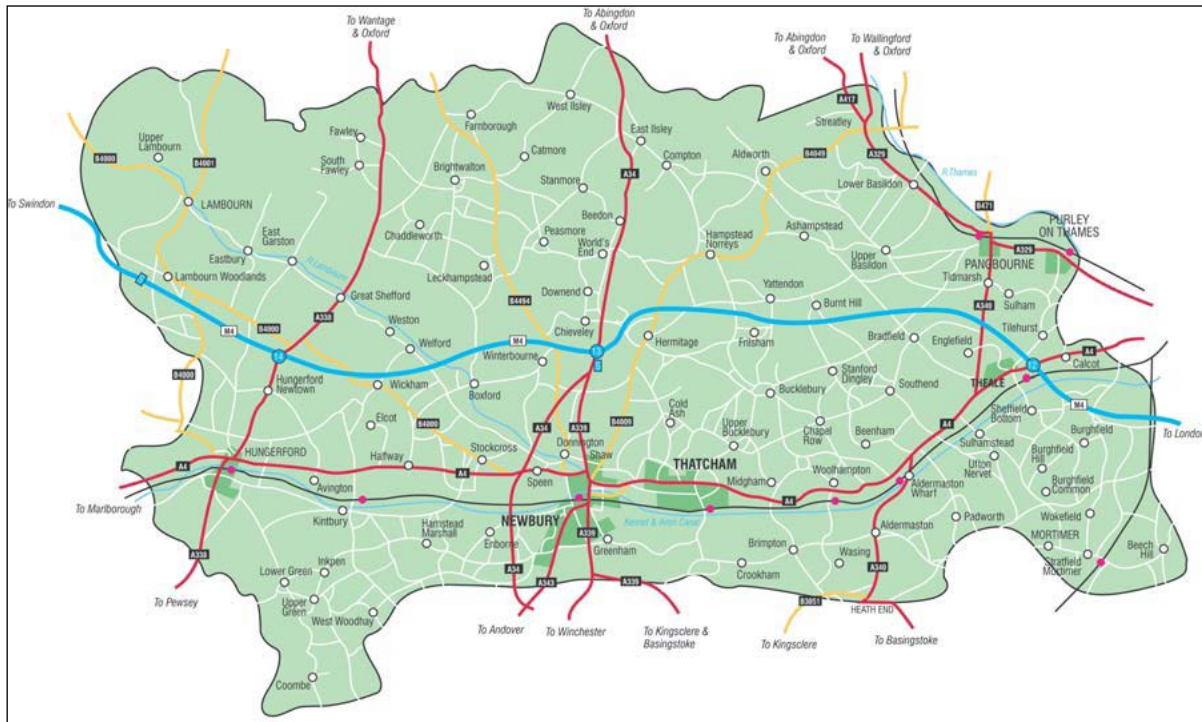 To Wantage
& Oxford
To Abingdon
& Oxford
To Abingdon
& Oxford
To Wallingford
& Oxford
West Ilsley
A417
Farnborough
Streatley
Fawley
East Ilsley
Upper
Lambourn
B4000
B4001
Catmore
Compton
Aldworth
B4049
A329
South
Fawley
Brightwalton
A34
Stanmore
Lower Basildon
R.Thames
To Swindon
LAMBOURN
B471
Beedon
PURLEY
ON THAMES
East
Garston
Chaddleworth
Peasmore
World's
End
Hampstead
Norreys
Ashampstead
Upper
Basildon
A329
Eastbury
R.Lambourn
PANGBOURNE
Lambourn Woodlands
Leckhampstead
Tidmarsh
Great Shefford
B4494
Downend
Yattendon
Burnt Hill
Sulham
A338
A340
M4
B4000
Weston
Chieveley
Tilehurst
Welford
M4
Winterbourne
13
Hermitage
Frilsham
Bradfield
Englefield
A4
14
Calcot
12
B4000
Hungerford
Newtown
Wickham
Boxford
Stanford
Dingley
Bucklebury
Southend
THEALE
M4
Elcot
B4000
A34
A339
B4009
Cold
Ash
Upper
Bucklebury
Chapel
Row
Beenham
A4
Sheffield
Bottom
To London
Donnington
Shaw
Sulhamstead
Burghfield
HUNGERFORD
Halfway
Stockcross
A4
A4
Speen
THATCHAM
Midgham
Woolhampton
Aldermaston
Wharf
Ufton
Nervet
Burghfield
Hill
Burghfield
Common
To Marlborough
Avington
A4
Kintbury
NEWBURY
Kennet & Avon Canal
Hamstead
Marshall
Enborne
Greenham
A339
Aldermaston
Padworth
Wokefield
Brimpton
Wasing
MORTIMER
Beech
Hill
Stratfield
Mortimer
A338
Inkpen
Lower Green
A34
A343
A339
Crookham
A340
To Pewsey
Upper
Green
West Woodhay
B3051
HEATH END
To Andover
To Winchester
To Kingsclere &
Basingstoke
To Kingsclere
To Basingstoke
Coombe